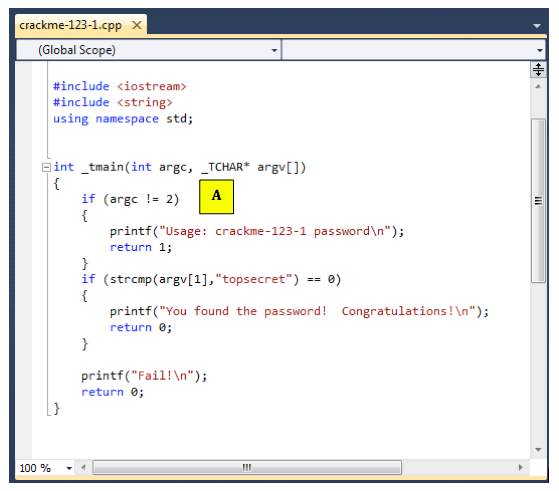 crackme-123-1.cpp
(Global Scope)
#include <iostream>
#include <string>
using namespace std;
int _tmain(int argc, _TCHAR* argv[])
{
if (argc != 2)
A
{
printf("Usage: crackme-123-1 password\n");
return 1;
}
if (strcmp(argv[1],"topsecret") == 0)
{
printf("You found the password!  Congratulations!\n");
return 0;
}
printf("Fail!\n");
return 0;
}
100 %